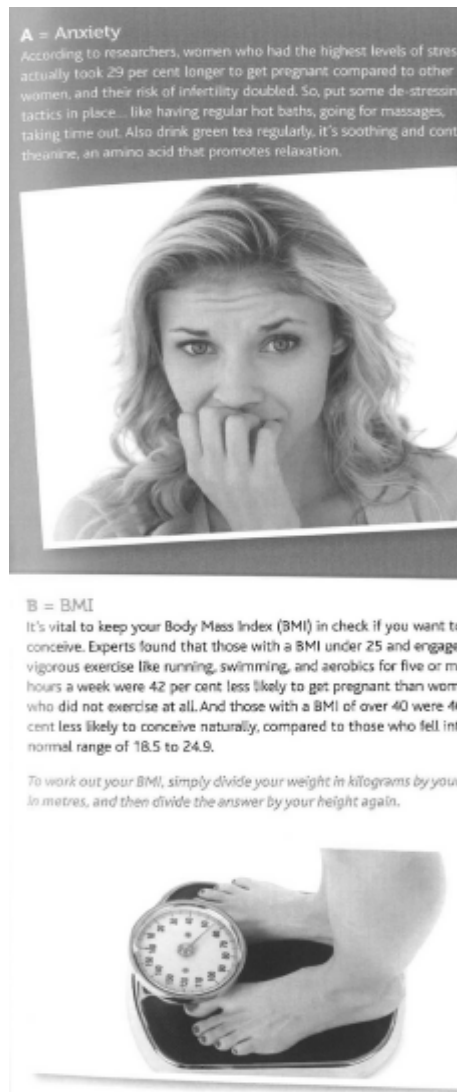 A = Anxiety
According to researchers, women who had the highest levels of stres
actually took 29 per cent longer to get pregnant compared to other
women, and their risk of infertility doubled. So, put some de-stressin
tactics in place... like having regular hot baths, going for massages,
taking time out. Also drink green tea regularly, it's soothing and cont
theanine, an amino acid that promotes relaxation.
B = BMI
It's vital to keep your Body Mass Index (BMI) in check if you want to
conceive. Experts found that those with a BMI under 25 and engage
vigorous exercise like running, swimming, and aerobics for five or m
hours a week were 42 per cent less likely to get pregnant than wom
who did not exercise at all. And those with a BMI of over 40 were 4
cent less likely to conceive naturally, compared to those who fell int
normal range of 18.5 to 24.9.
To work out your BMI, simply divide your weight in kilograms by your
in metres, and then divide the answer by your height again.